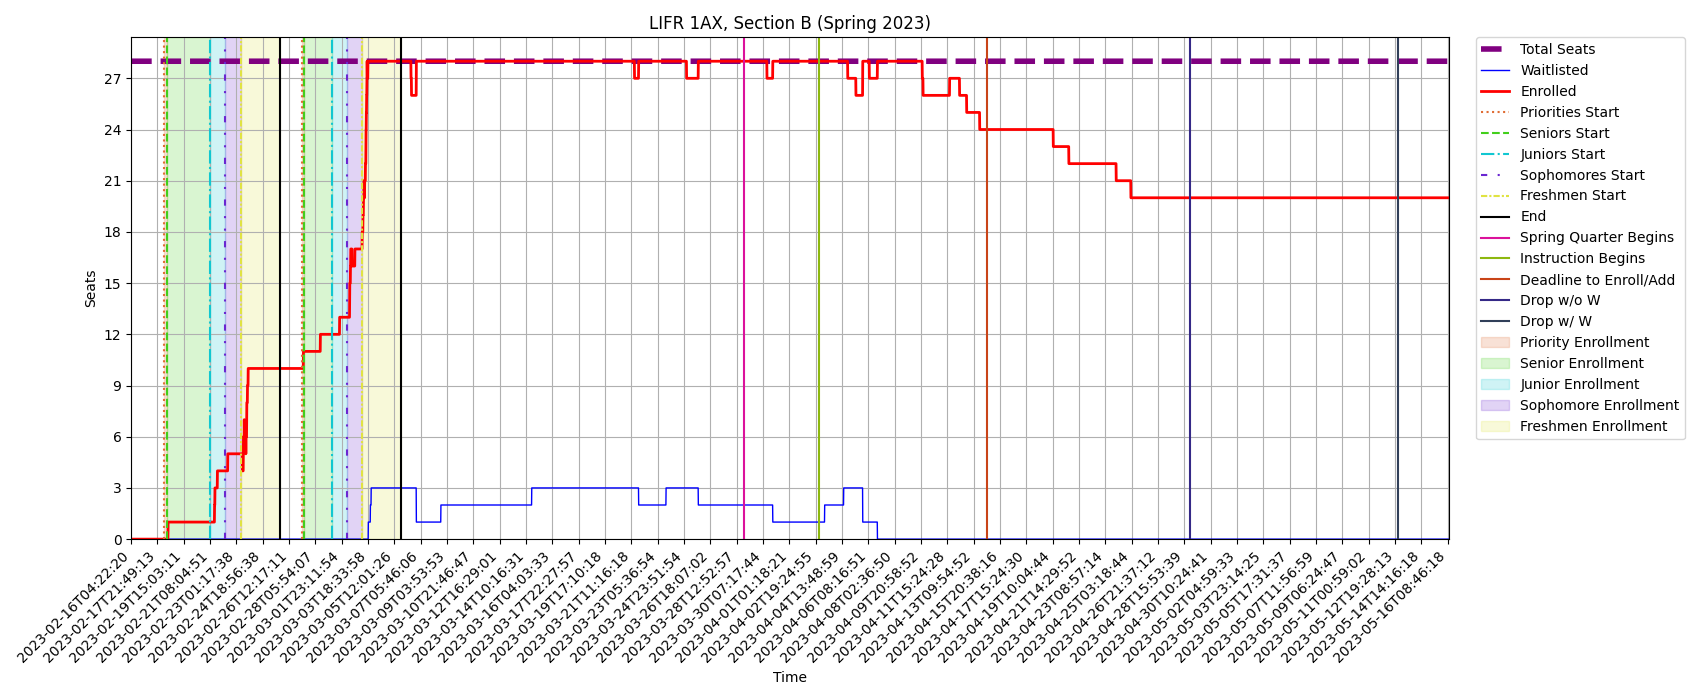 LIFR 1AX, Section B (Spring 2023)
Seats
27
24
21
18
15
12
9
6
3
0
2023-02-16T04:22:20
2023-02-17T21:49:13
2023-02-19T15:03:11
2023-02-21T08:04:51
2023-02-23T01:17:38
2023-02-24T18:56:38
2023-02-26T12:17:11
2023-02-28T05:54:07
2023-03-01T23:11:54
2023-03-03T18:33:58
2023-03-05T12:01:26
2023-03-07T05:46:06
2023-03-09T03:53:53
2023-03-10T21:46:47
2023-03-12T16:29:01
2023-03-14T10:16:31
2023-03-16T04:03:33
2023-03-17T22:27:57
2023-03-19T17:10:18
2023-03-21T11:16:18
2023-03-23T05:36:54
2023-03-24T23:51:54
2023-03-26T18:07:02
2023-03-28T12:52:57
2023-03-30T07:17:44
2023-04-01T01:18:21
2023-04-02T19:24:55
2023-04-04T13:48:59
2023-04-06T08:16:51
2023-04-08T02:36:50
2023-04-09T20:58:52
2023-04-11T15:24:28
2023-04-13T09:54:52
2023-04-15T20:38:16
2023-04-17T15:24:30
2023-04-19T10:04:44
2023-04-21T14:29:52
2023-04-23T08:57:14
2023-04-25T03:18:44
2023-04-26T21:37:12
2023-04-28T15:53:39
2023-04-30T10:24:41
2023-05-02T04:59:33
2023-05-03T23:14:25
2023-05-05T17:31:37
2023-05-07T11:56:59
2023-05-09T06:24:47
2023-05-11T00:59:02
2023-05-12T19:28:13
2023-05-14T14:16:18
2023-05-16T08:46:18
Time
Total Seats
Waitlisted
Enrolled
Priorities Start
Seniors Start
Juniors Start
Sophomores Start
Freshmen Start
End
Spring Quarter Begins
Instruction Begins
Deadline to Enroll/Add
Drop w/o W
Drop w/ W
Priority Enrollment
Senior Enrollment
Junior Enrollment
Sophomore Enrollment
Freshmen Enrollment